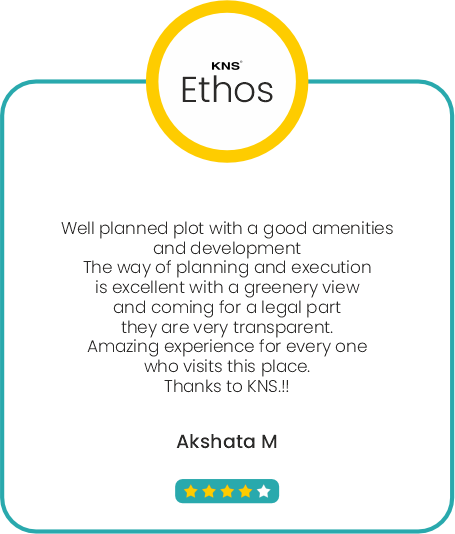 KNS®
Ethos
Well planned plot with a good amenities
and development
The way of planning and execution
is excellent with a greenery view
and coming for a legal part
they are very transparent.
Amazing experience for every one
who visits this place.
Thanks to KNS.!!
Akshata M